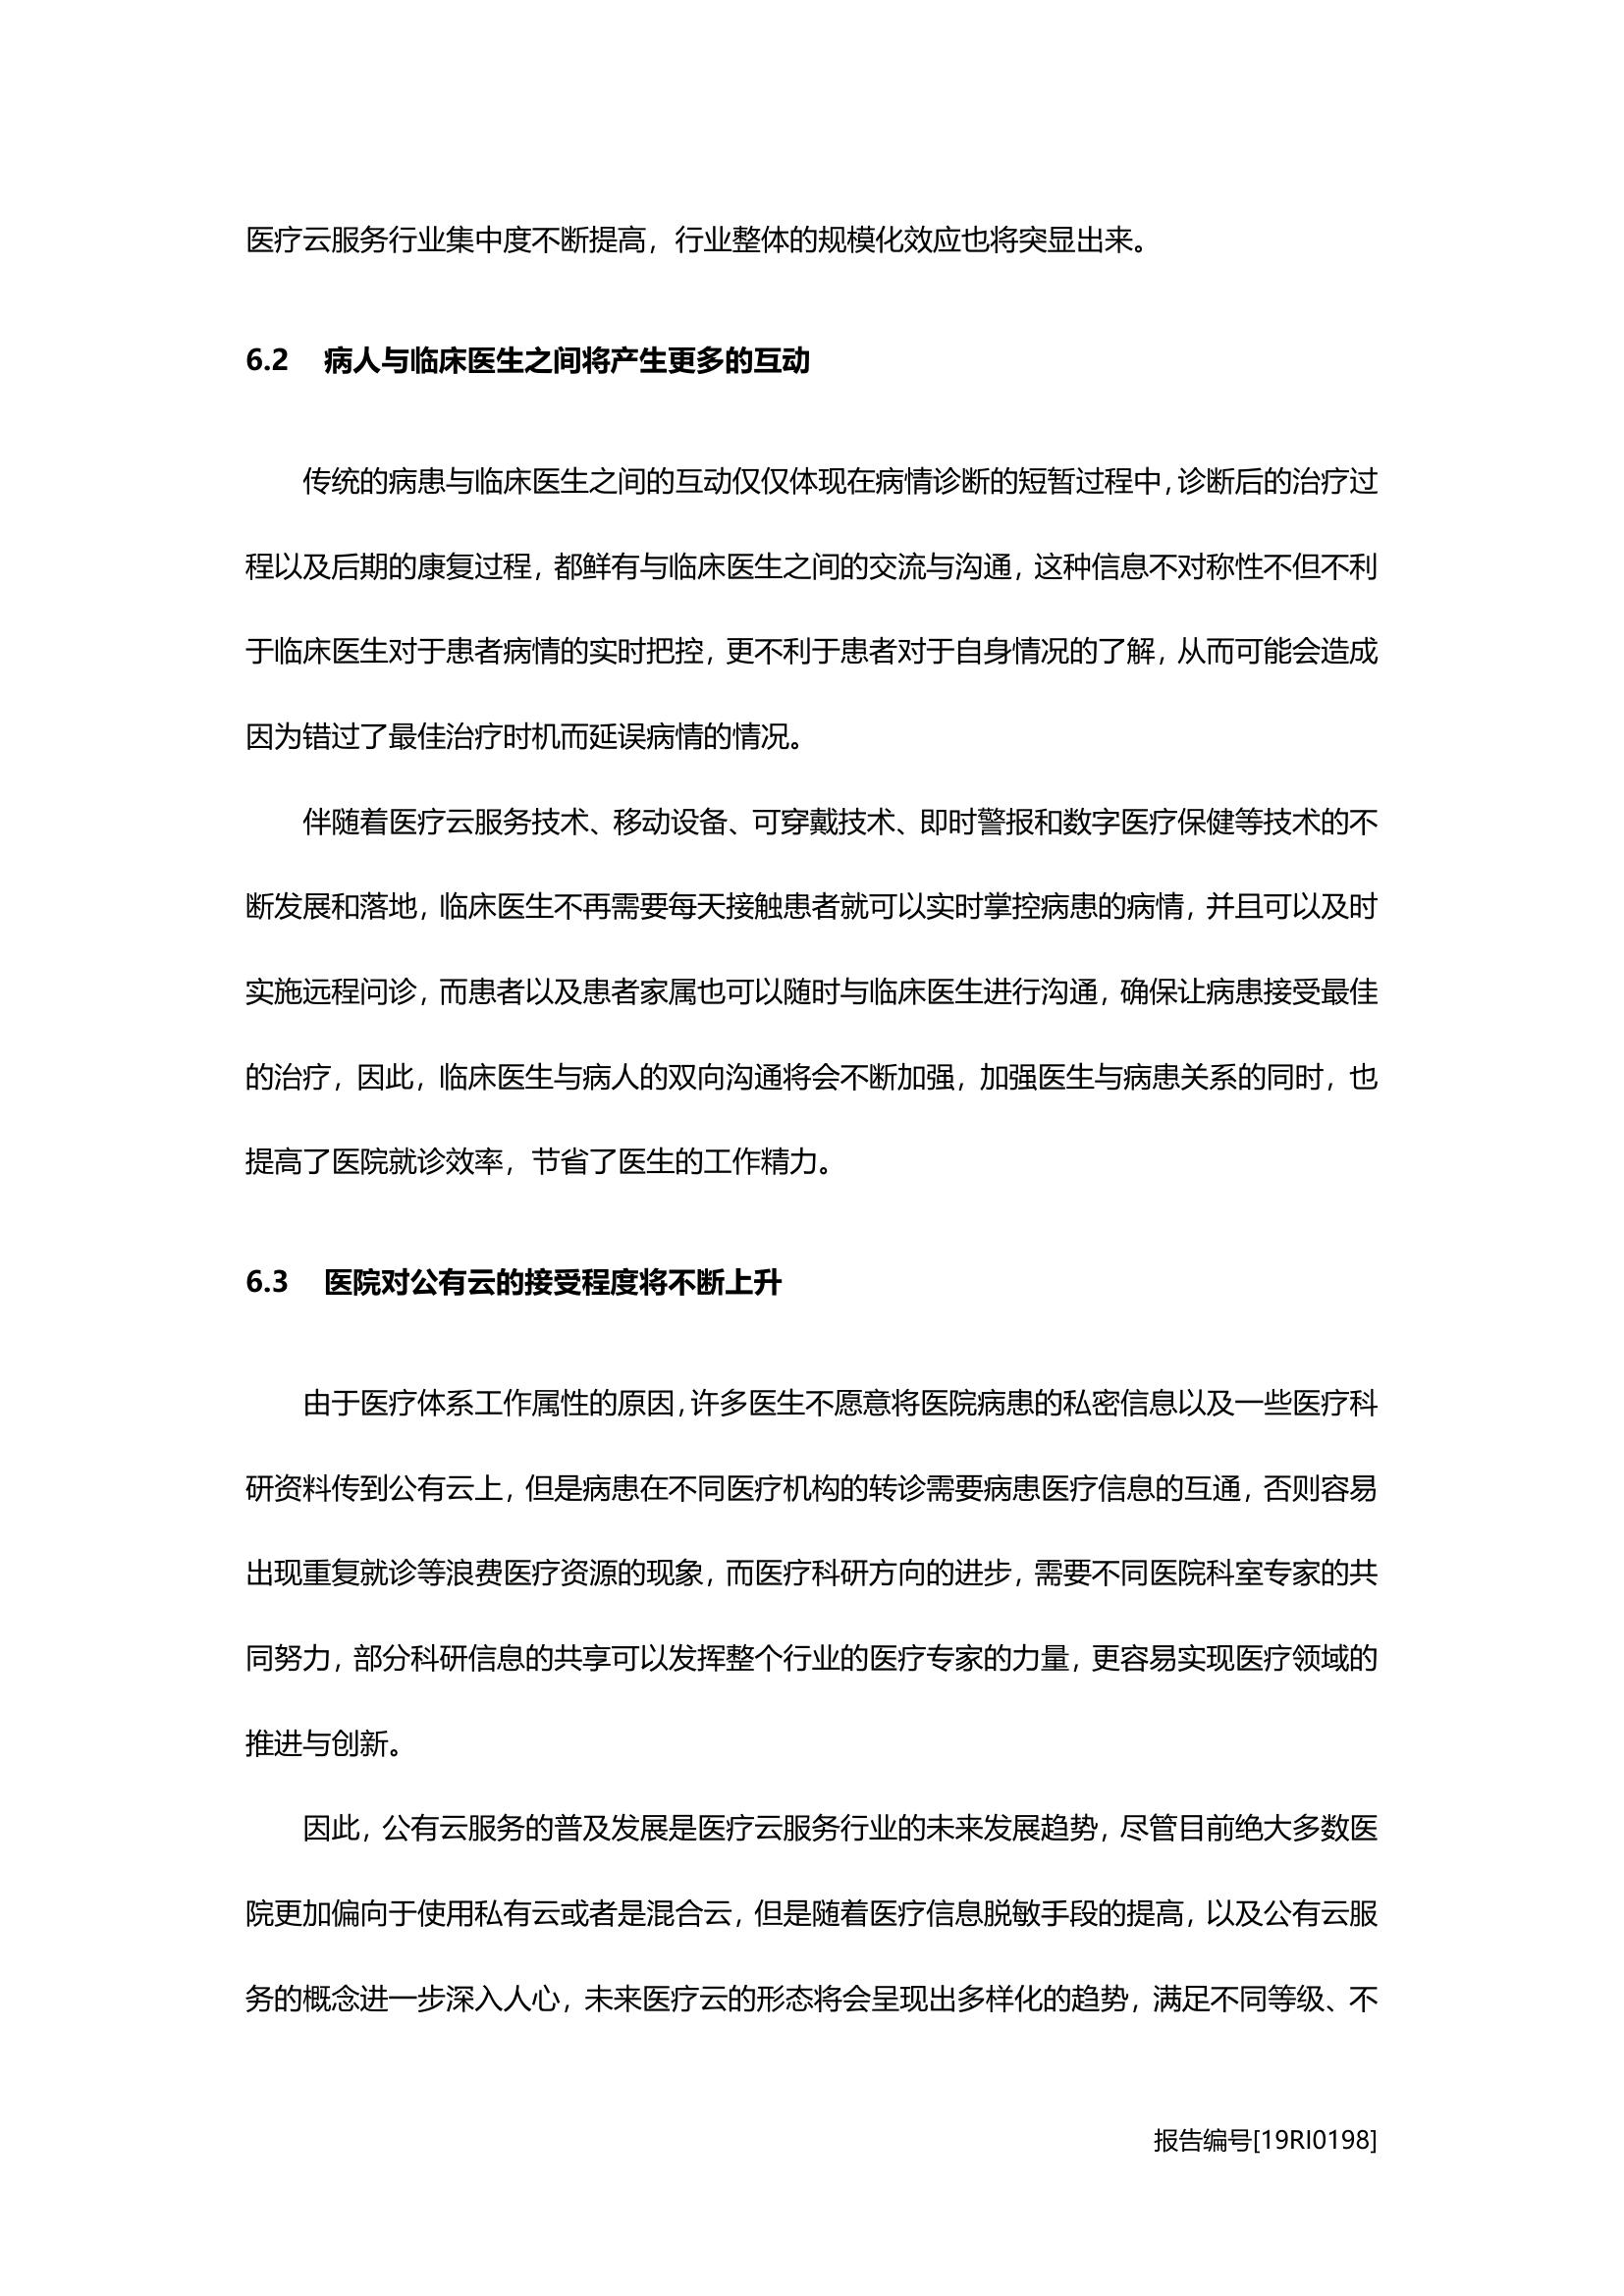 医疗云服务行业集中度不断提高，行业整体的规模化效应也将突显出来。
6.2 病人与临床医生之间将产生更多的互动
传统的病患与临床医生之间的互动仅仅体现在病情诊断的短暂过程中，诊断后的治疗过
程以及后期的康复过程，都鲜有与临床医生之间的交流与沟通，这种信息不对称性不但不利
于临床医生对于患者病情的实时把控，更不利于患者对于自身情况的了解，从而可能会造成
因为错过了最佳治疗时机而延误病情的情况。
伴随着医疗云服务技术、移动设备、可穿戴技术、即时警报和数字医疗保健等技术的不
断发展和落地，临床医生不再需要每天接触患者就可以实时掌控病患的病情，并且可以及时
实施远程问诊，而患者以及患者家属也可以随时与临床医生进行沟通，确保让病患接受最佳
的治疗，因此，临床医生与病人的双向沟通将会不断加强，加强医生与病患关系的同时，也
提高了医院就诊效率，节省了医生的工作精力。
6.3 医院对公有云的接受程度将不断上升
由于医疗体系工作属性的原因，许多医生不愿意将医院病患的私密信息以及一些医疗科
研资料传到公有云上，但是病患在不同医疗机构的转诊需要病患医疗信息的互通，否则容易
出现重复就诊等浪费医疗资源的现象，而医疗科研方向的进步，需要不同医院科室专家的共
同努力，部分科研信息的共享可以发挥整个行业的医疗专家的力量，更容易实现医疗领域的
推进与创新。
因此，公有云服务的普及发展是医疗云服务行业的未来发展趋势，尽管目前绝大多数医
院更加偏向于使用私有云或者是混合云，但是随着医疗信息脱敏手段的提高，以及公有云服
务的概念进一步深入人心，未来医疗云的形态将会呈现出多样化的趋势，满足不同等级、不
报告编号[19RI0198]